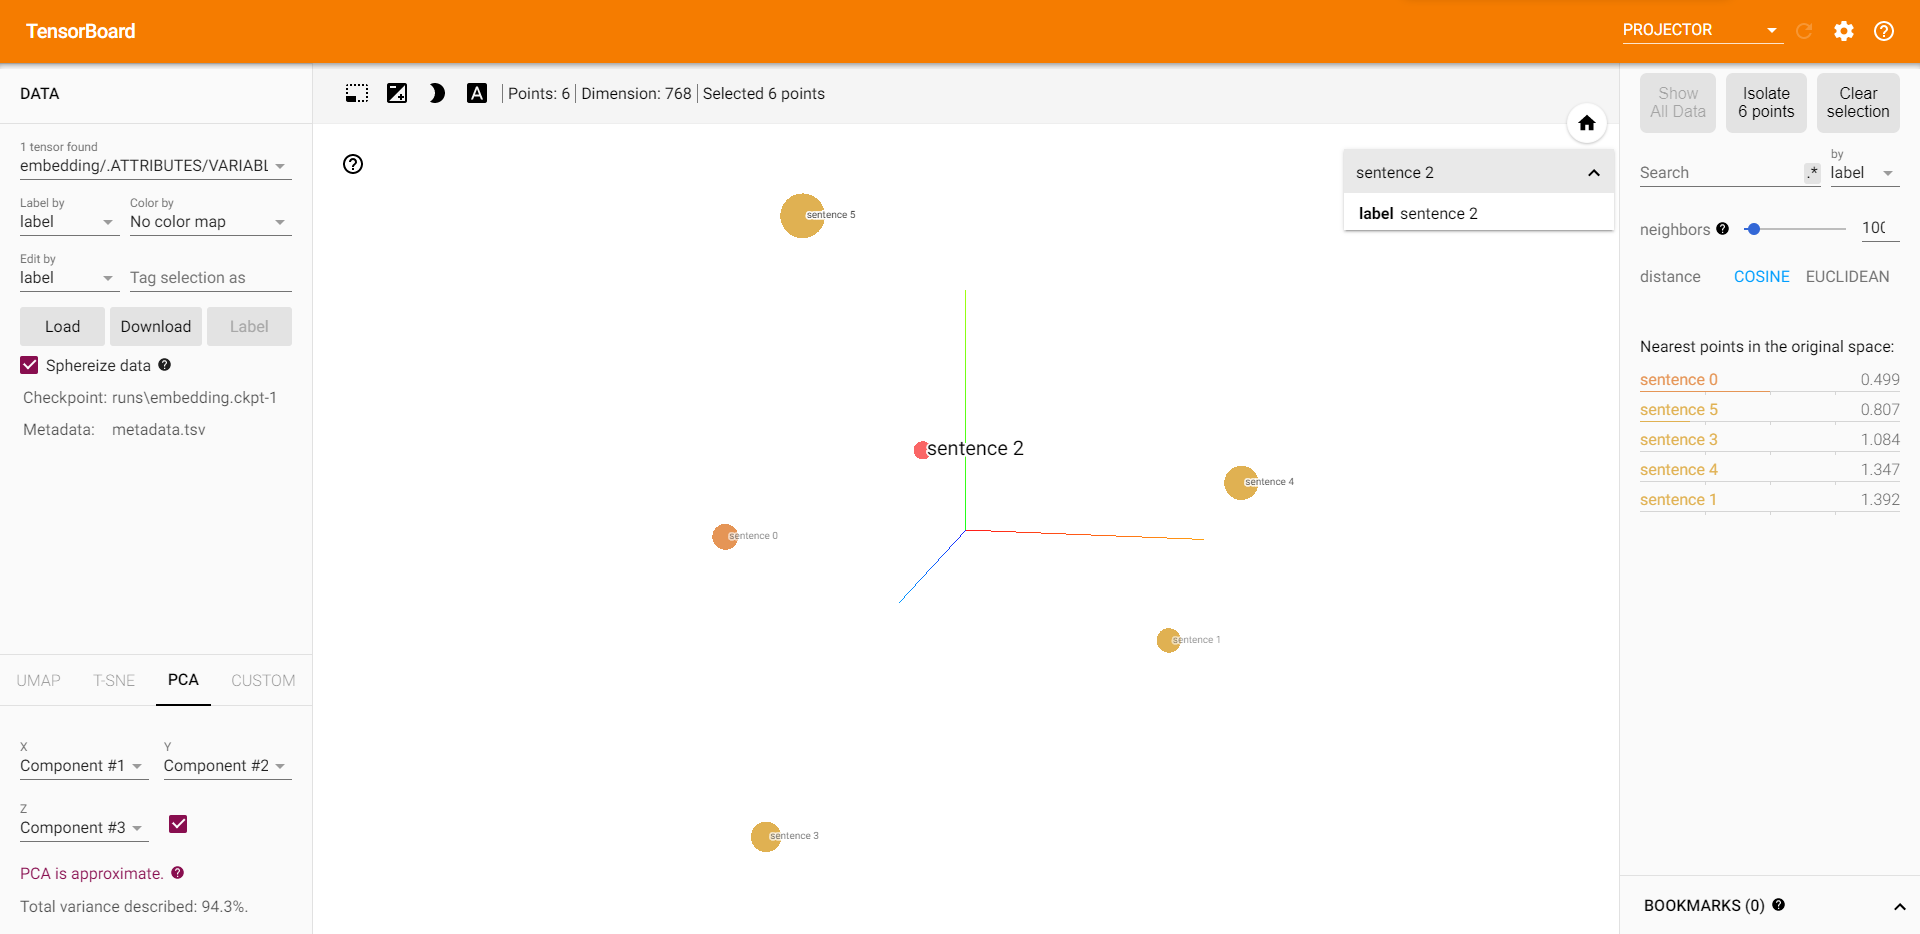 TensorBoard
PROJECTOR
DATA
1 tensor found
embedding/.ATTRIBUTES/VARIABL
Label by
label
Color by
No color map
Edit by
label
Tag selection as
Load
Download
Label
Sphereize data
Checkpoint: runs\embedding.ckpt-1
Metadata: metadata.tsv
UMAP
T-SNE
PCA
CUSTOM
X
Component #1
Y
Component #2
Z
Component #3
PCA is approximate.
Total variance described: 94.3%.
A
Points: 6
Dimension: 768
Selected 6 points
sentence 2
label sentence 2
sentence 5
sentence 2
sentence 4
sentence 0
sentence 1
sentence 3
Show
All Data
Isolate
6 points
Clear
selection
Search
.*
by
label
neighbors
100
distance
COSINE
EUCLIDEAN
Nearest points in the original space:
sentence 0 0.499
sentence 5 0.807
sentence 3 1.084
sentence 4 1.347
sentence 1 1.392
BOOKMARKS (0)